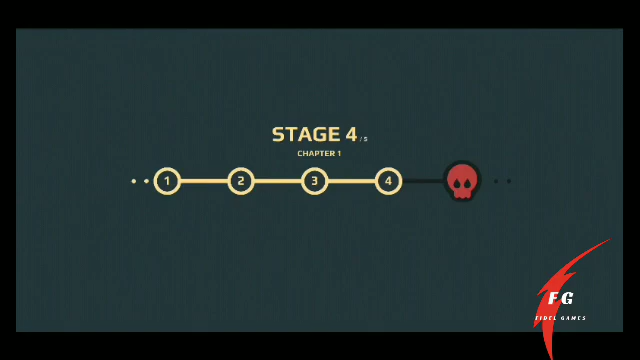 STAGE 4 / 5
CHAPTER 1
1 2 3 4
FG
FIDEL GAMES